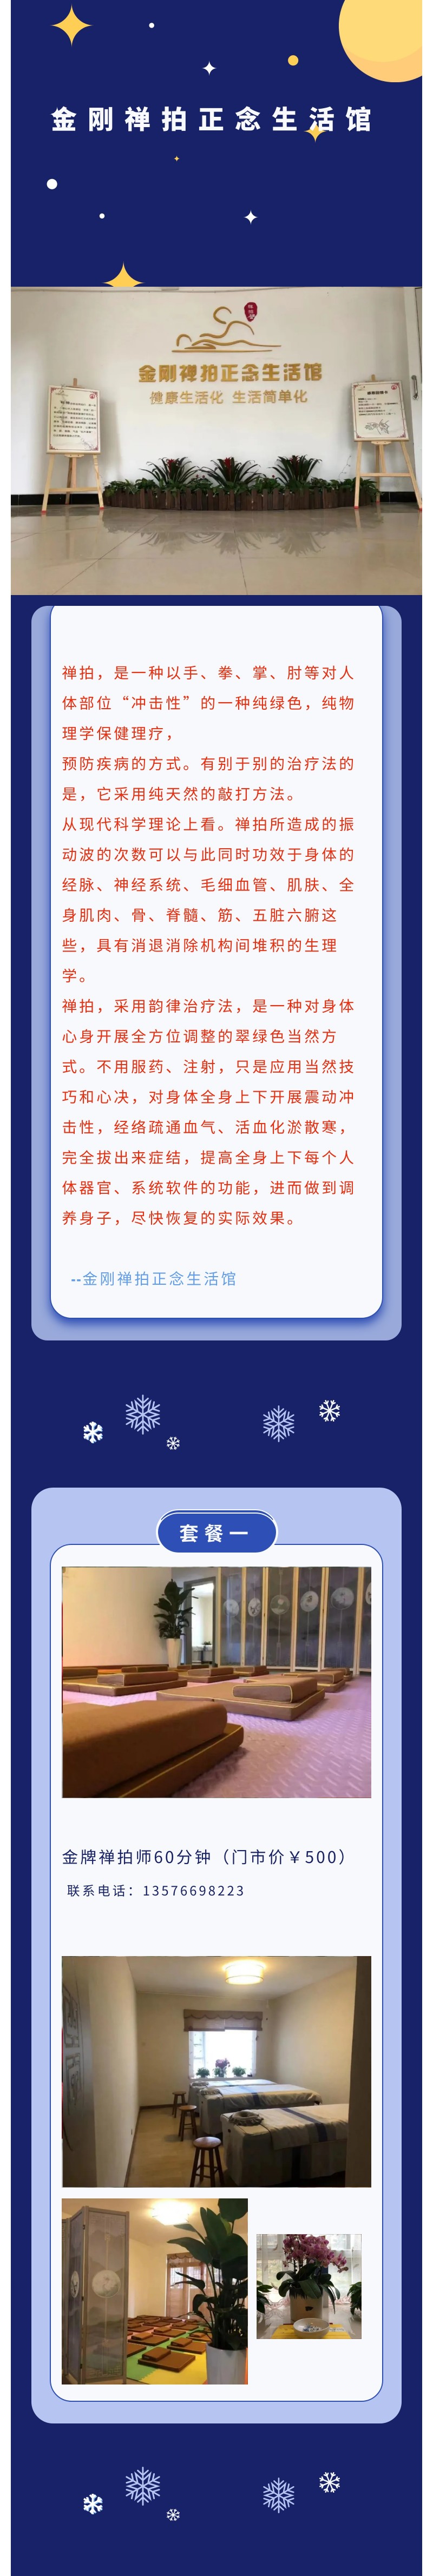 金刚禅拍正念生活馆
金刚禅拍正念生活馆
健康生活化 生活简单化
禅拍，是一种以手、拳、掌、肘等对人
体部位“冲击性”的一种纯绿色，纯物
理学保健理疗，
预防疾病的方式。有别于别的治疗法的
是，它采用纯天然的敲打方法。
从现代科学理论上看。禅拍所造成的振
动波的次数可以与此同时功效于身体的
经脉、神经系统、毛细血管、肌肤、全
身肌肉、骨、脊髓、筋、五脏六腑这
些，具有消退消除机构间堆积的生理
学。
禅拍，采用韵律治疗法，是一种对身体
心身开展全方位调整的翠绿色当然方
式。不用服药、注射，只是应用当然技
巧和心决，对身体全身上下开展震动冲
击性，经络疏通血气、活血化淤散寒，
完全拔出来症结，提高全身上下每个人
体器官、系统软件的功能，进而做到调
养身子，尽快恢复的实际效果。
--金刚禅拍正念生活馆
套餐一
金牌禅拍师60分钟（门市价￥500）
联系电话：13576698223